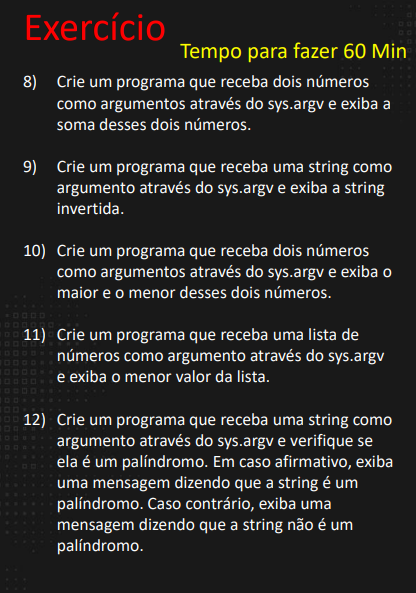 Exercício
Tempo para fazer 60 Min
8) Crie um programa que receba dois números
como argumentos através do sys.argv e exiba a
soma desses dois números.
9) Crie um programa que receba uma string como
argumento através do sys.argv e exiba a string
invertida.
10) Crie um programa que receba dois números
como argumentos através do sys.argv e exiba o
maior e o menor desses dois números.
11) Crie um programa que receba uma lista de
números como argumento através do sys.argv
e exiba o menor valor da lista.
12) Crie um programa que receba uma string como
argumento através do sys.argv e verifique se
ela é um palíndromo. Em caso afirmativo, exiba
uma mensagem dizendo que a string é um
palíndromo. Caso contrário, exiba uma
mensagem dizendo que a string não é um
palíndromo.